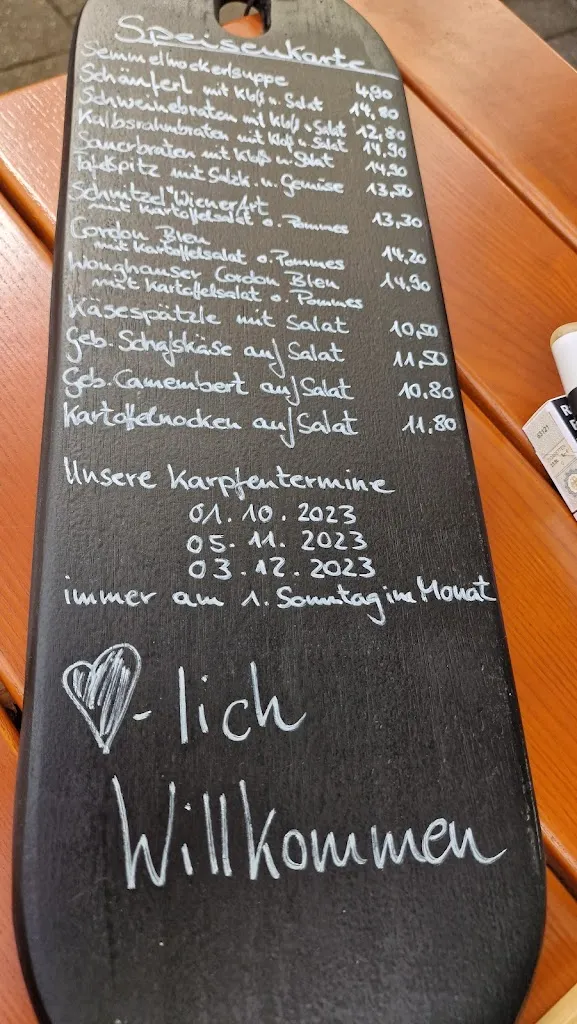 Speisenkarte
Semmelnockerlsuppe 4,90
Schäuferl mit Kloß u. Salat 14,80
Schweinebraten mit Kloß u. Salat 12,80
Kalbsrahmbraten mit Kloß u. Salat 14,90
Sauerbraten mit Kloß u. Salat 14,90
Tafelspitz mit Salzk. u. Gemüse 13,50
Schnitzel "Wiener Art
mit Kartoffelsalat o. Pommes 13,30
Cordon Bleu
mit Kartoffelsalat o. Pommes 14,20
Wonghauser Cordon Bleu 14,90
mit Kartoffelsalat o. Pommes
Käsespätzle mit Salat 10,50
Geb. Schafskäse auf Salat 11,50
Geb. Camembert auf Salat 10,80
Kartoffelnocken auf Salat 11,80
Unsere Karpfentermine
01.10.2023
05.11.2023
03.12.2023
immer am 1. Sonntag im Monat
-lich
Willkommen